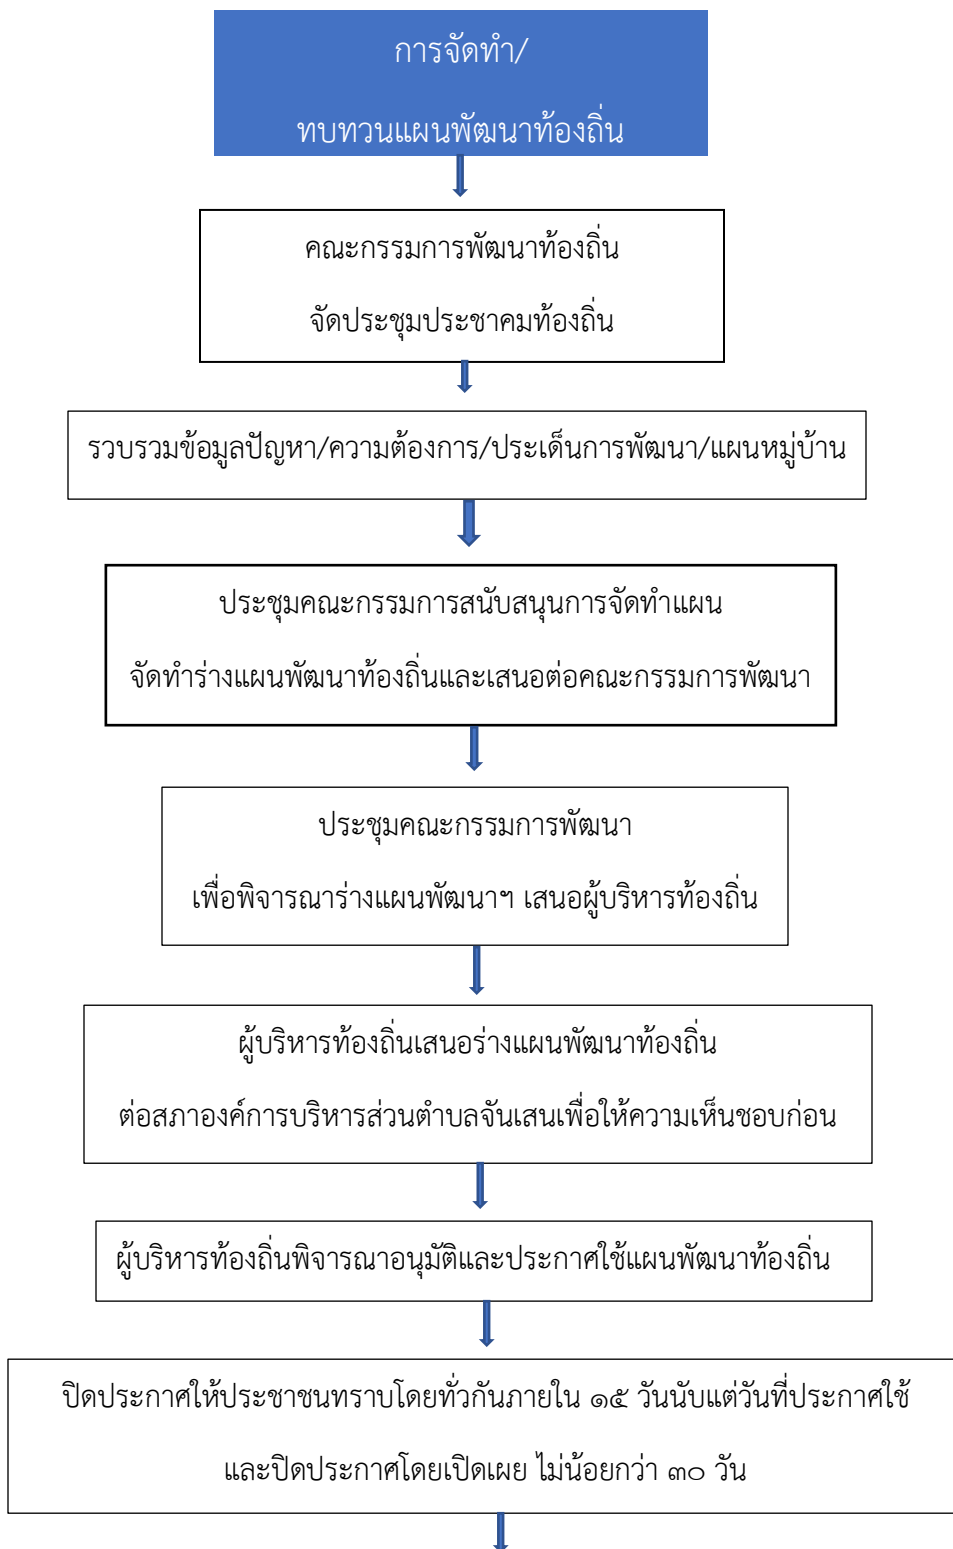 การจัดทำ/
ทบทวนแผนพัฒนาท้องถิ่น
คณะกรรมการพัฒนาท้องถิ่น
จัดประชุมประชาคมท้องถิ่น
รวบรวมข้อมูลปัญหา/ความต้องการ/ประเด็นการพัฒนา/แผนหมู่บ้าน
ประชุมคณะกรรมการสนับสนุนการจัดทำแผน
จัดทำร่างแผนพัฒนาท้องถิ่นและเสนอต่อคณะกรรมการพัฒนา
ประชุมคณะกรรมการพัฒนา
เพื่อพิจารณาร่างแผนพัฒนาฯ เสนอผู้บริหารท้องถิ่น
ผู้บริหารท้องถิ่นเสนอร่างแผนพัฒนาท้องถิ่น
ต่อสภาองค์การบริหารส่วนตำบลจันเสนเพื่อให้ความเห็นชอบก่อน
ผู้บริหารท้องถิ่นพิจารณาอนุมัติและประกาศใช้แผนพัฒนาท้องถิ่น
ปิดประกาศให้ประชาชนทราบโดยทั่วกันภายใน ๑๕ วันนับแต่วันที่ประกาศใช้
และปิดประกาศโดยเปิดเผย ไม่น้อยกว่า ๓๐ วัน